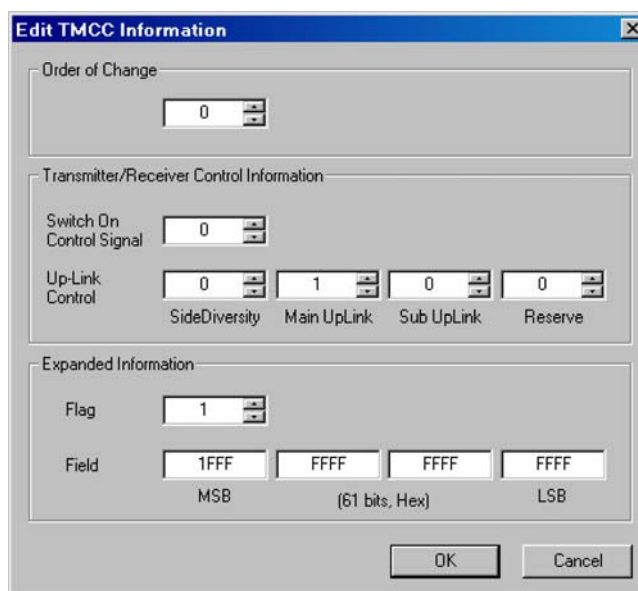 Edit TMCC Information
Order of Change
0
Transmitter/Receiver Control Information
Switch On
Control Signal
0
Up-Link
Control
0 1 0 0
SideDiversity Main UpLink Sub UpLink Reserve
Expanded Information
Flag 1
Field 1FFF FFFF FFFF FFFF
MSB (61 bits, Hex) LSB
OK Cancel